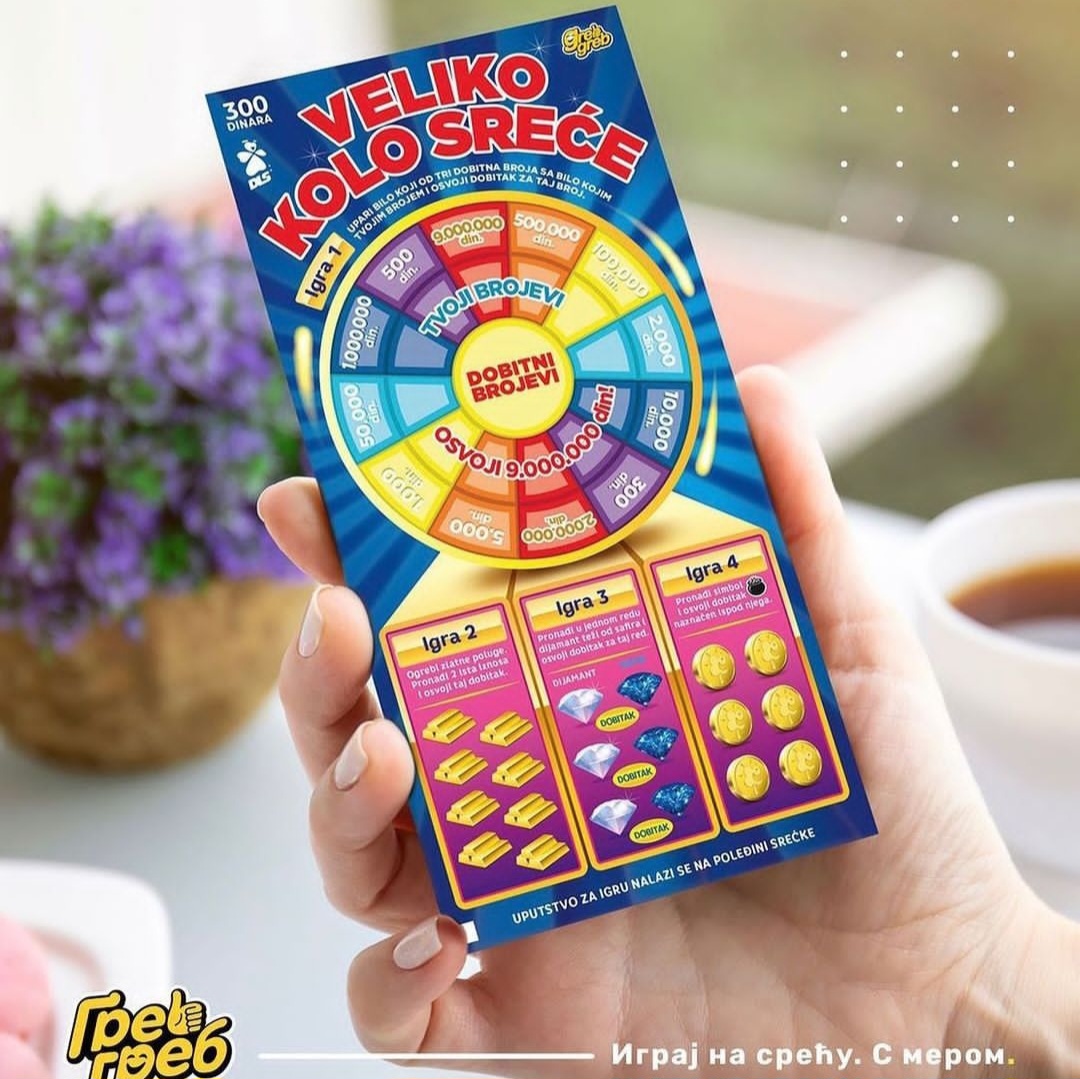 greb greb
300
DINARA
DLS
VELIKO
KOLO SREĆE
UPARI BILO KOJI OD TRI DOBITNA BROJA SA BILO KOJIM
TVOJIM BROJEM I OSVOJI DOBITAK ZA TAJ BROJ.
Igra 1
500 din.
9.000.000 din.
500.000 din.
100.000 din.
2.000 din.
10.000 din.
300 din.
2.000.000 din.
5.000 din.
1.000 din.
50.000 din.
1.000.000 din.
TVOJI BROJEVI
DOBITNI
BROJEVI
OSVOJI 9.000.000 din!
Igra 2
Ogrebi zlatne poluge.
Pronađi 2 ista iznosa
i osvoji taj dobitak.
Igra 3
Pronađi u jednom redu
dijamant teži od safira i
osvoji dobitak za taj red.
DIJAMANT
DOBITAK
DOBITAK
DOBITAK
Igra 4
Pronađi simbol
i osvoji dobitak
naznačen ispod njega.
UPUTSTVO ZA IGRU NALAZI SE NA POLEĐINI SREĆKE
Греб
греб
Играј на срећу. С мером.